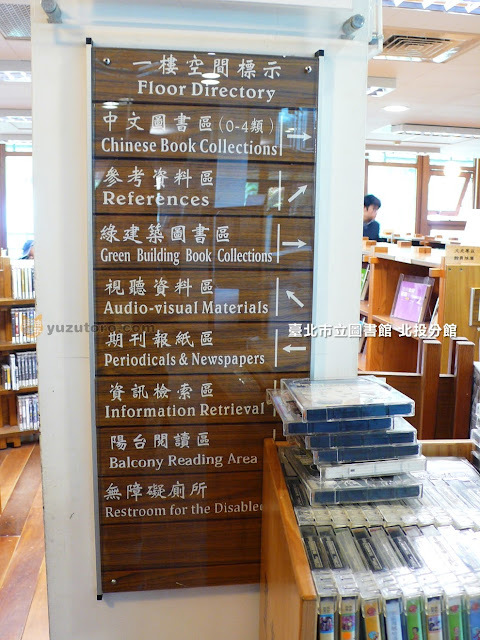 一樓空間標示
Floor Directory
中文圖書區(0-4類)
Chinese Book Collections
參考資料區
References
綠建築圖書區
Green Building Book Collections
視聽資料區
Audio-visual Materials
yuzutoro.com
臺北市立圖書館 北投分館
期刊報紙區
Periodicals & Newspapers
資訊檢索區
Information Retrieval
陽台閱讀區
Balcony Reading Area
無障礙廁所
Restroom for the Disabled